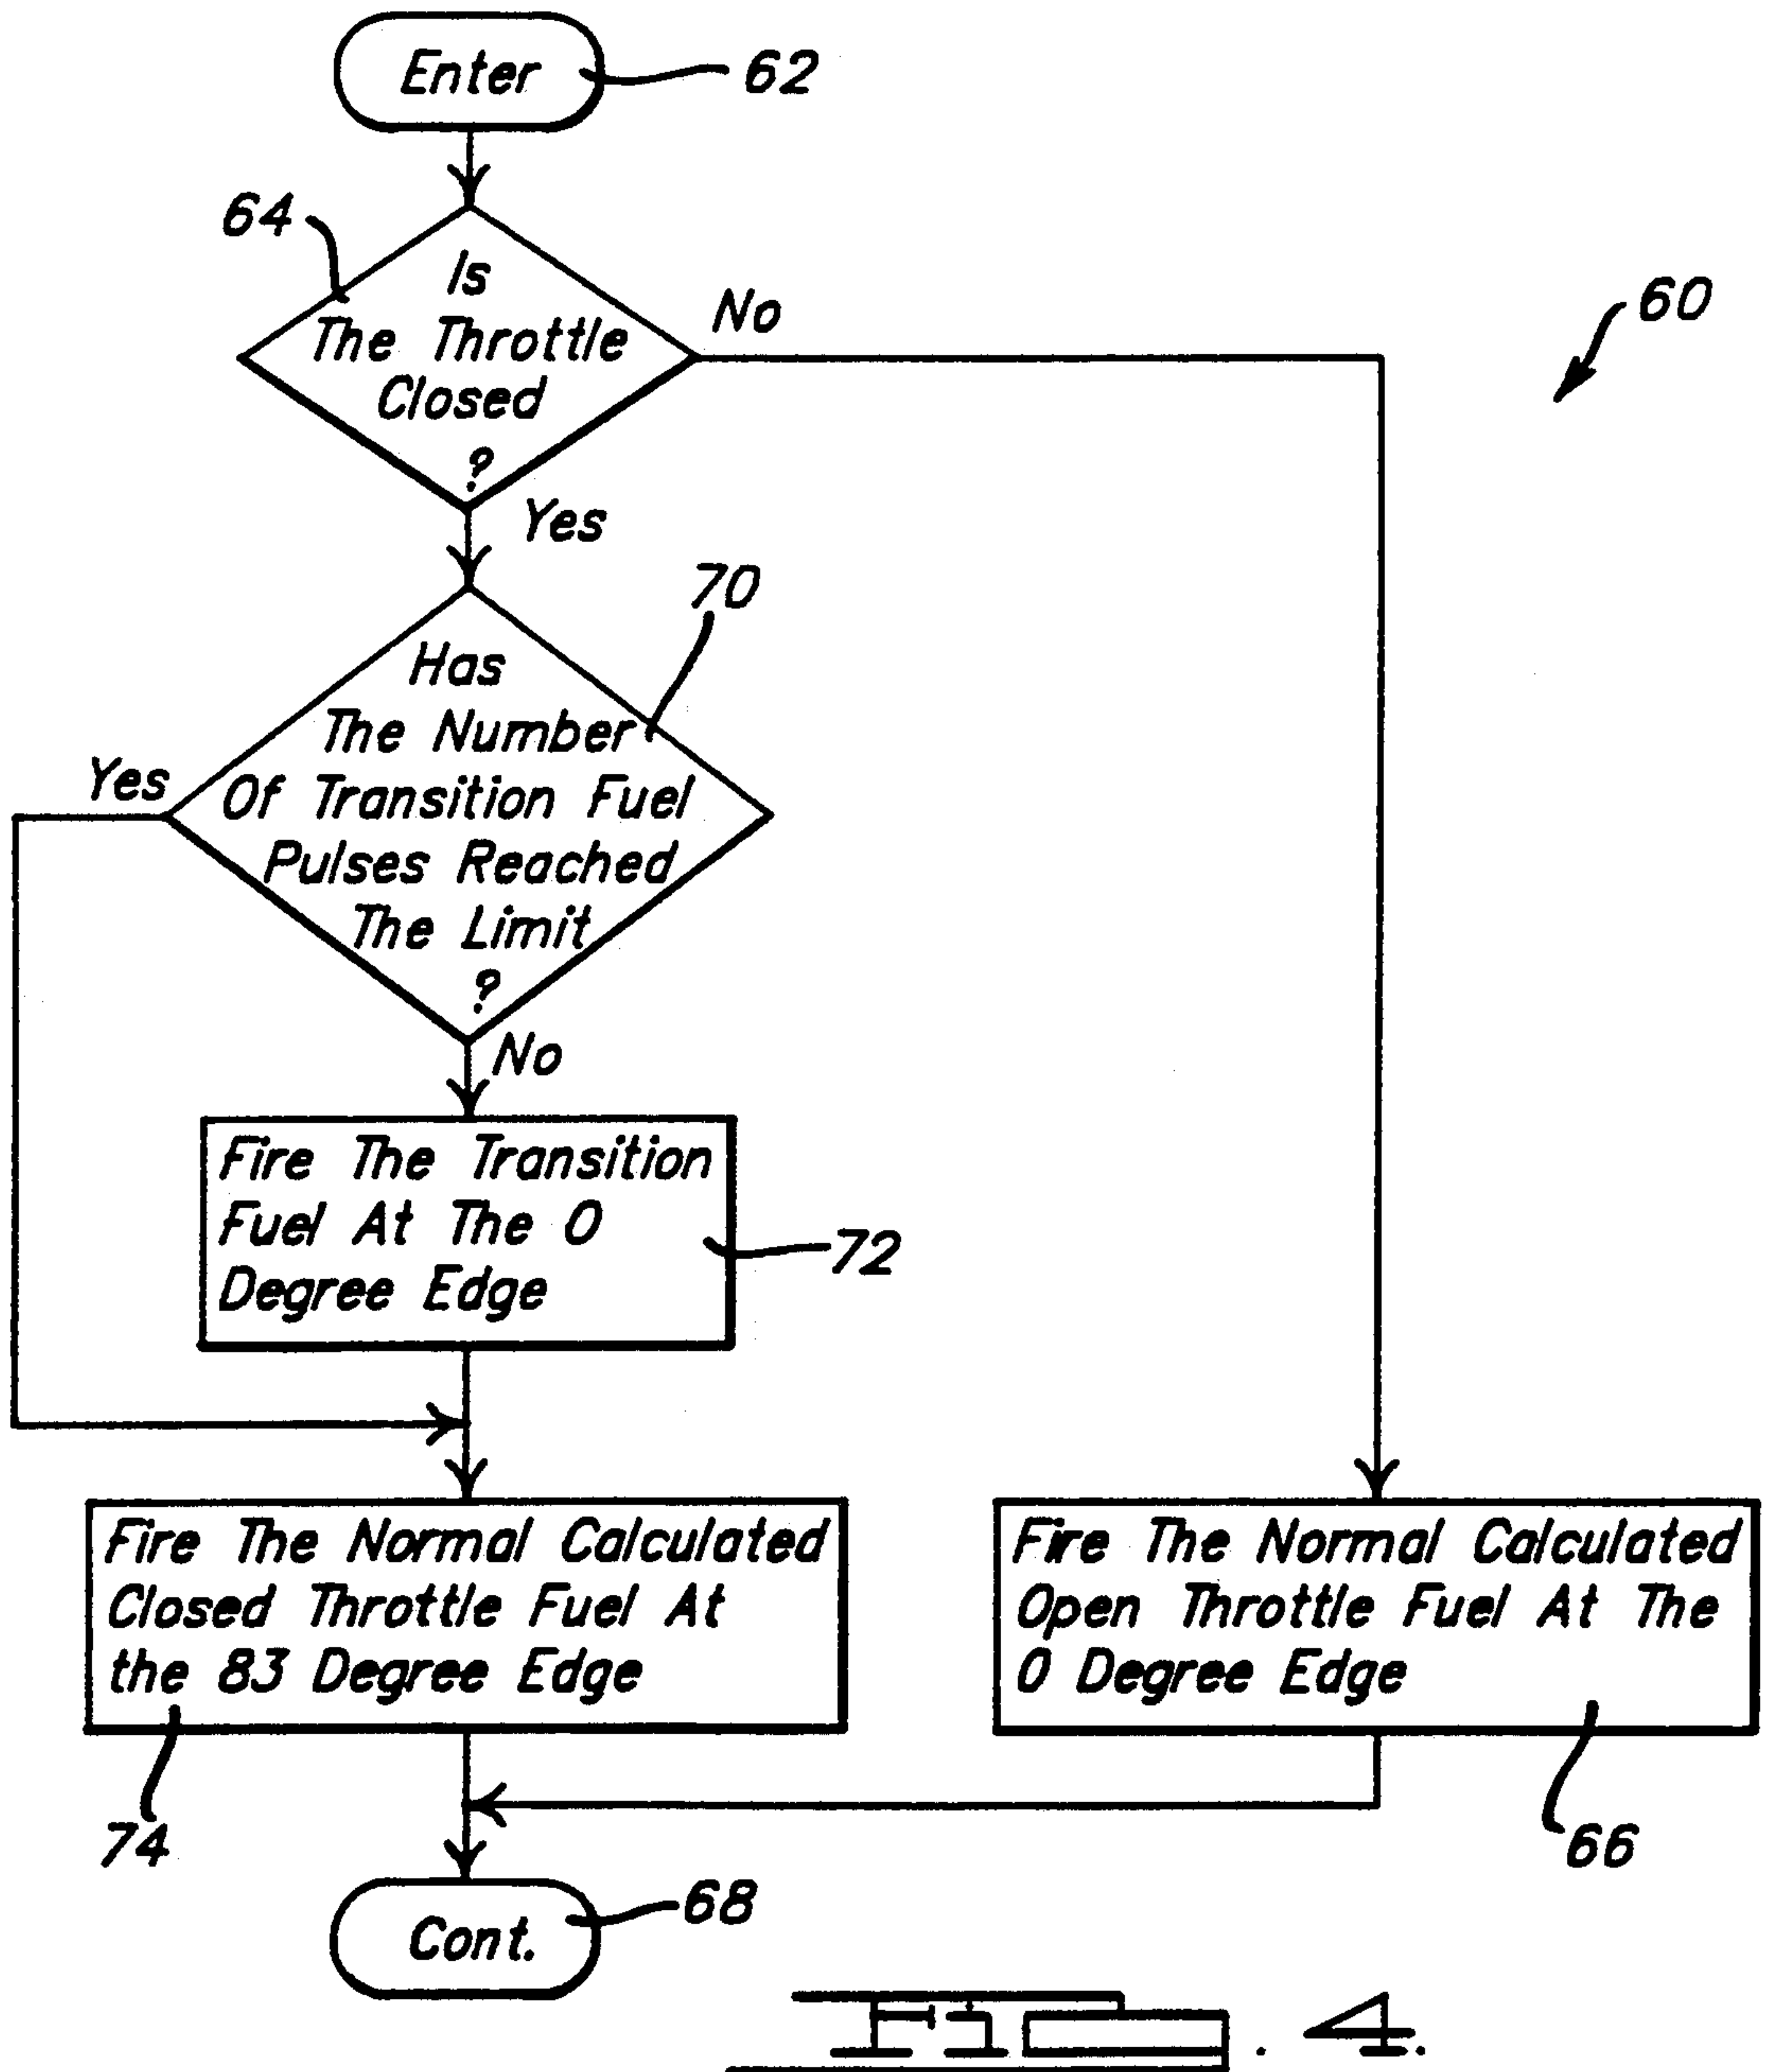 Enter
62
64
Is
The Throttle
Closed
?
No
60
Yes
70
Has
The Number
Of Transition Fuel
Pulses Reached
The Limit
?
Yes
No
Fire The Transition
Fuel At The 0
Degree Edge
72
Fire The Normal Calculated
Closed Throttle Fuel At
the 83 Degree Edge
74
Fire The Normal Calculated
Open Throttle Fuel At The
0 Degree Edge
66
Cont.
68
FIG. 4.